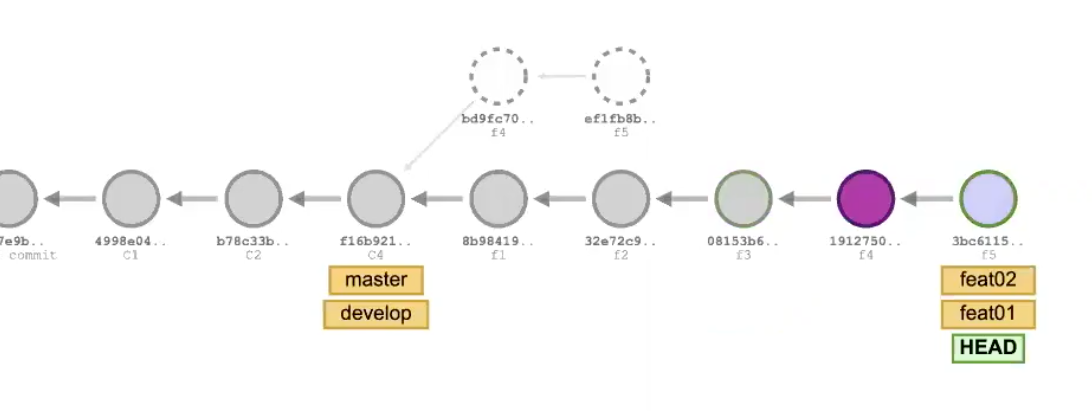 bd9fc70..
f4
ef1fb8b..
f5
7e9b..
commit
4998e04..
C1
b78c33b..
C2
f16b921..
C4
master
develop
8b98419..
f1
32e72c9..
f2
08153b6..
f3
1912750..
f4
3bc6115..
f5
feat02
feat01
HEAD